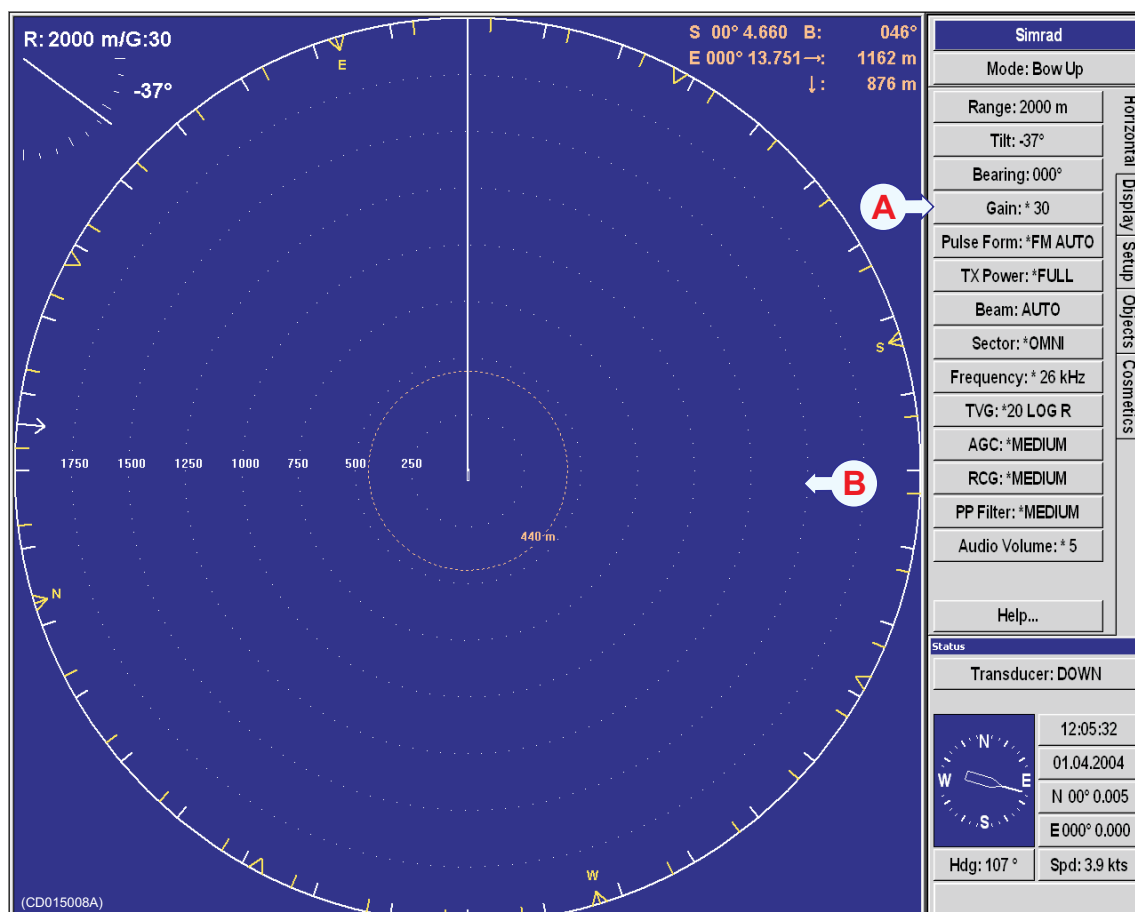 R: 2000 m/G:30
-37°
S 00° 4.660 B: 046°
E 000° 13.751→: 1162 m
↓: 876 m
E
S
1750 1500 1250 1000 750 500 250
440 m
N
W
(CD015008A)
A
B
Simrad
Mode: Bow Up
Range: 2000 m
Tilt: -37°
Bearing: 000°
Gain: * 30
Pulse Form: *FM AUTO
TX Power: *FULL
Beam: AUTO
Sector: *OMNI
Frequency: * 26 kHz
TVG: *20 LOG R
AGC: *MEDIUM
RCG: *MEDIUM
PP Filter: *MEDIUM
Audio Volume: * 5
Help...
Horizontal
Display
Setup
Objects
Cosmetics
Status
Transducer: DOWN
N
W E
S
12:05:32
01.04.2004
N 00° 0.005
E 000° 0.000
Hdg: 107 ° Spd: 3.9 kts